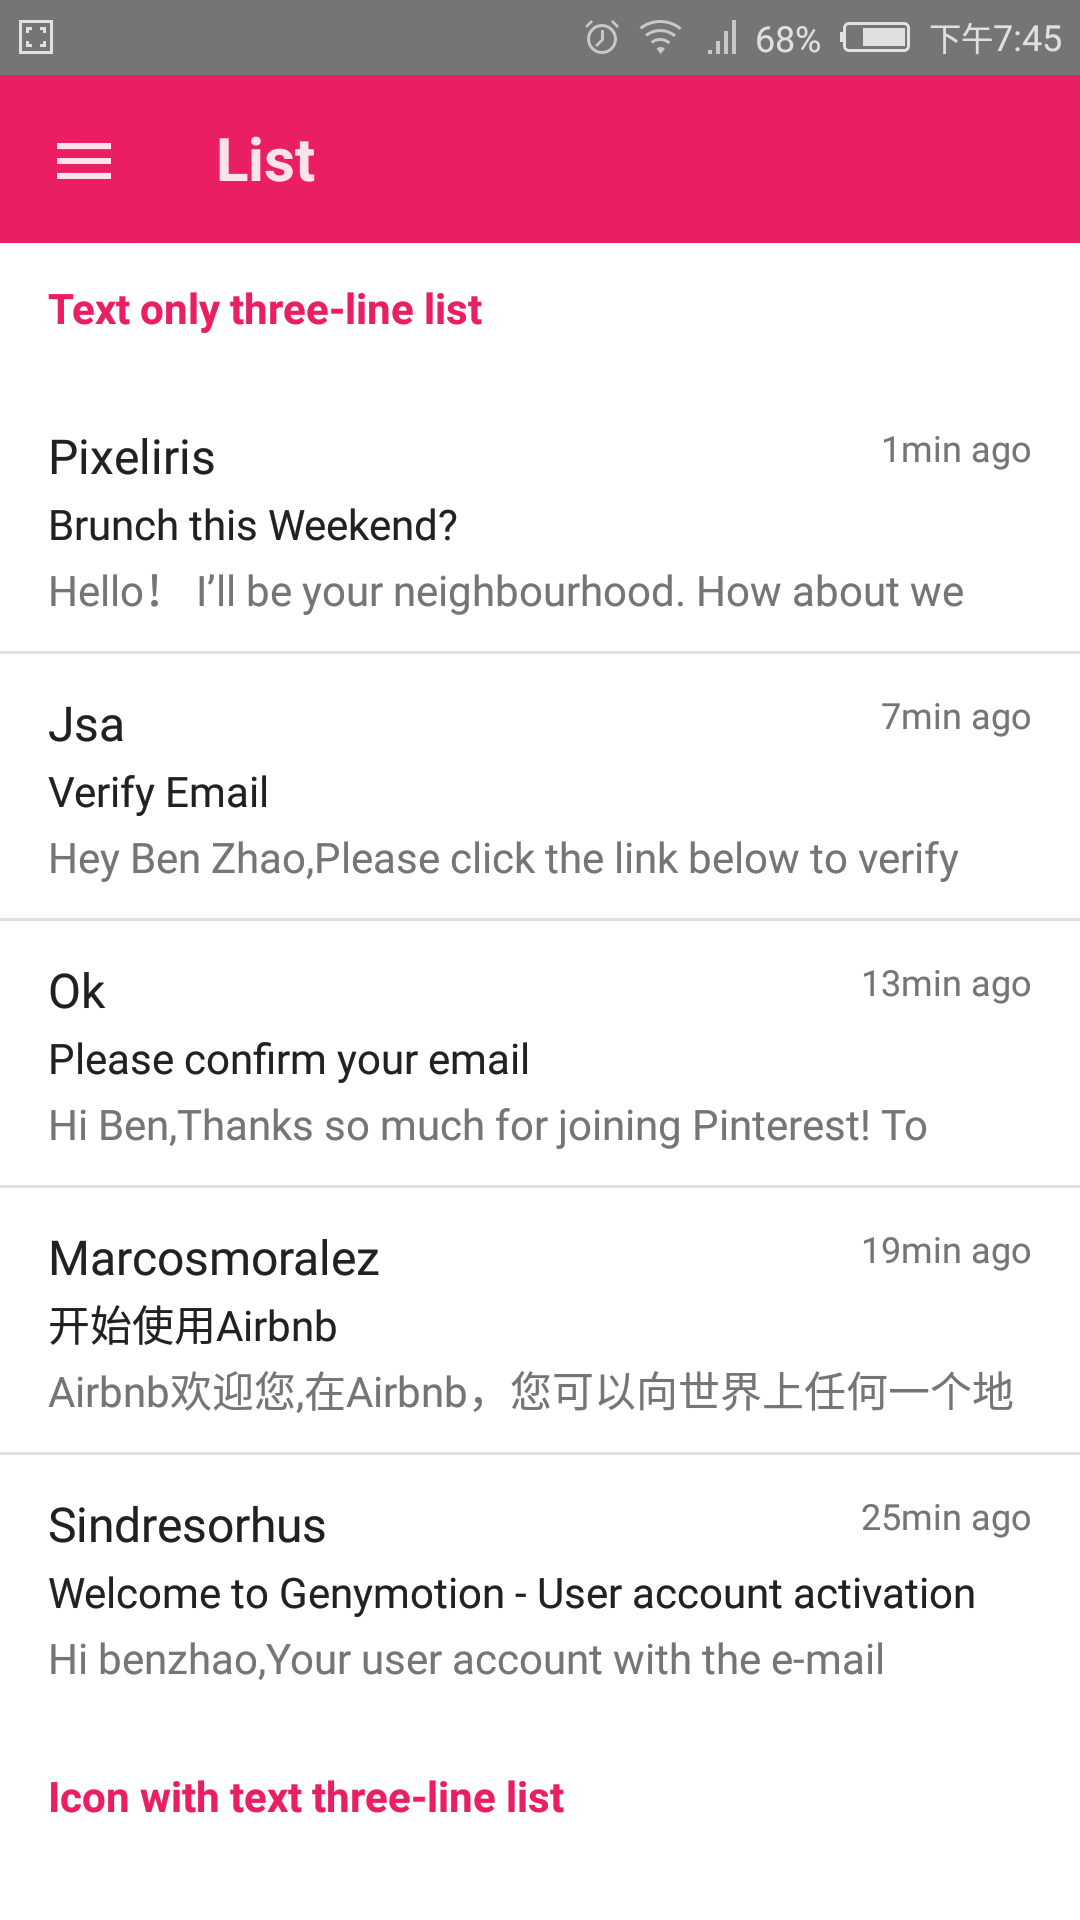 68% 下午7:45
List
Text only three-line list
Pixeliris 1min ago
Brunch this Weekend?
Hello！ I’ll be your neighbourhood. How about we
Jsa 7min ago
Verify Email
Hey Ben Zhao,Please click the link below to verify
Ok 13min ago
Please confirm your email
Hi Ben,Thanks so much for joining Pinterest! To
Marcosmoralez 19min ago
开始使用Airbnb
Airbnb欢迎您,在Airbnb，您可以向世界上任何一个地
Sindresorhus 25min ago
Welcome to Genymotion - User account activation
Hi benzhao,Your user account with the e-mail
Icon with text three-line list